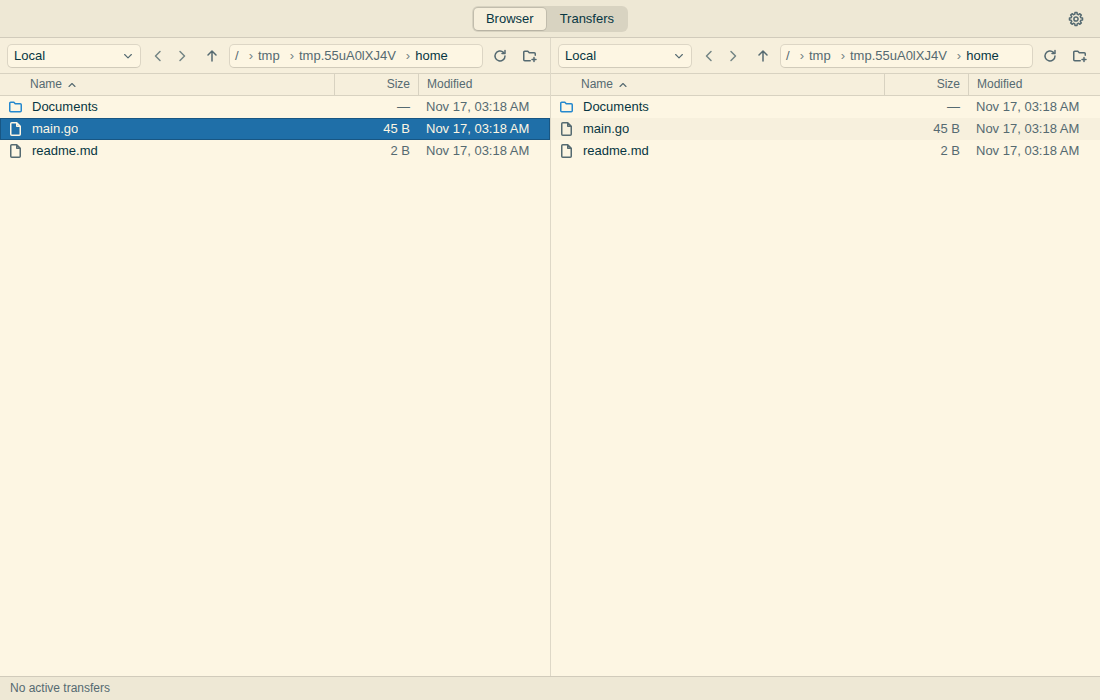 Browser Transfers
Local / › tmp › tmp.55uA0lXJ4V › home
Name Size Modified
Documents — Nov 17, 03:18 AM
main.go 45 B Nov 17, 03:18 AM
readme.md 2 B Nov 17, 03:18 AM
Local / › tmp › tmp.55uA0lXJ4V › home
Name Size Modified
Documents — Nov 17, 03:18 AM
main.go 45 B Nov 17, 03:18 AM
readme.md 2 B Nov 17, 03:18 AM
No active transfers